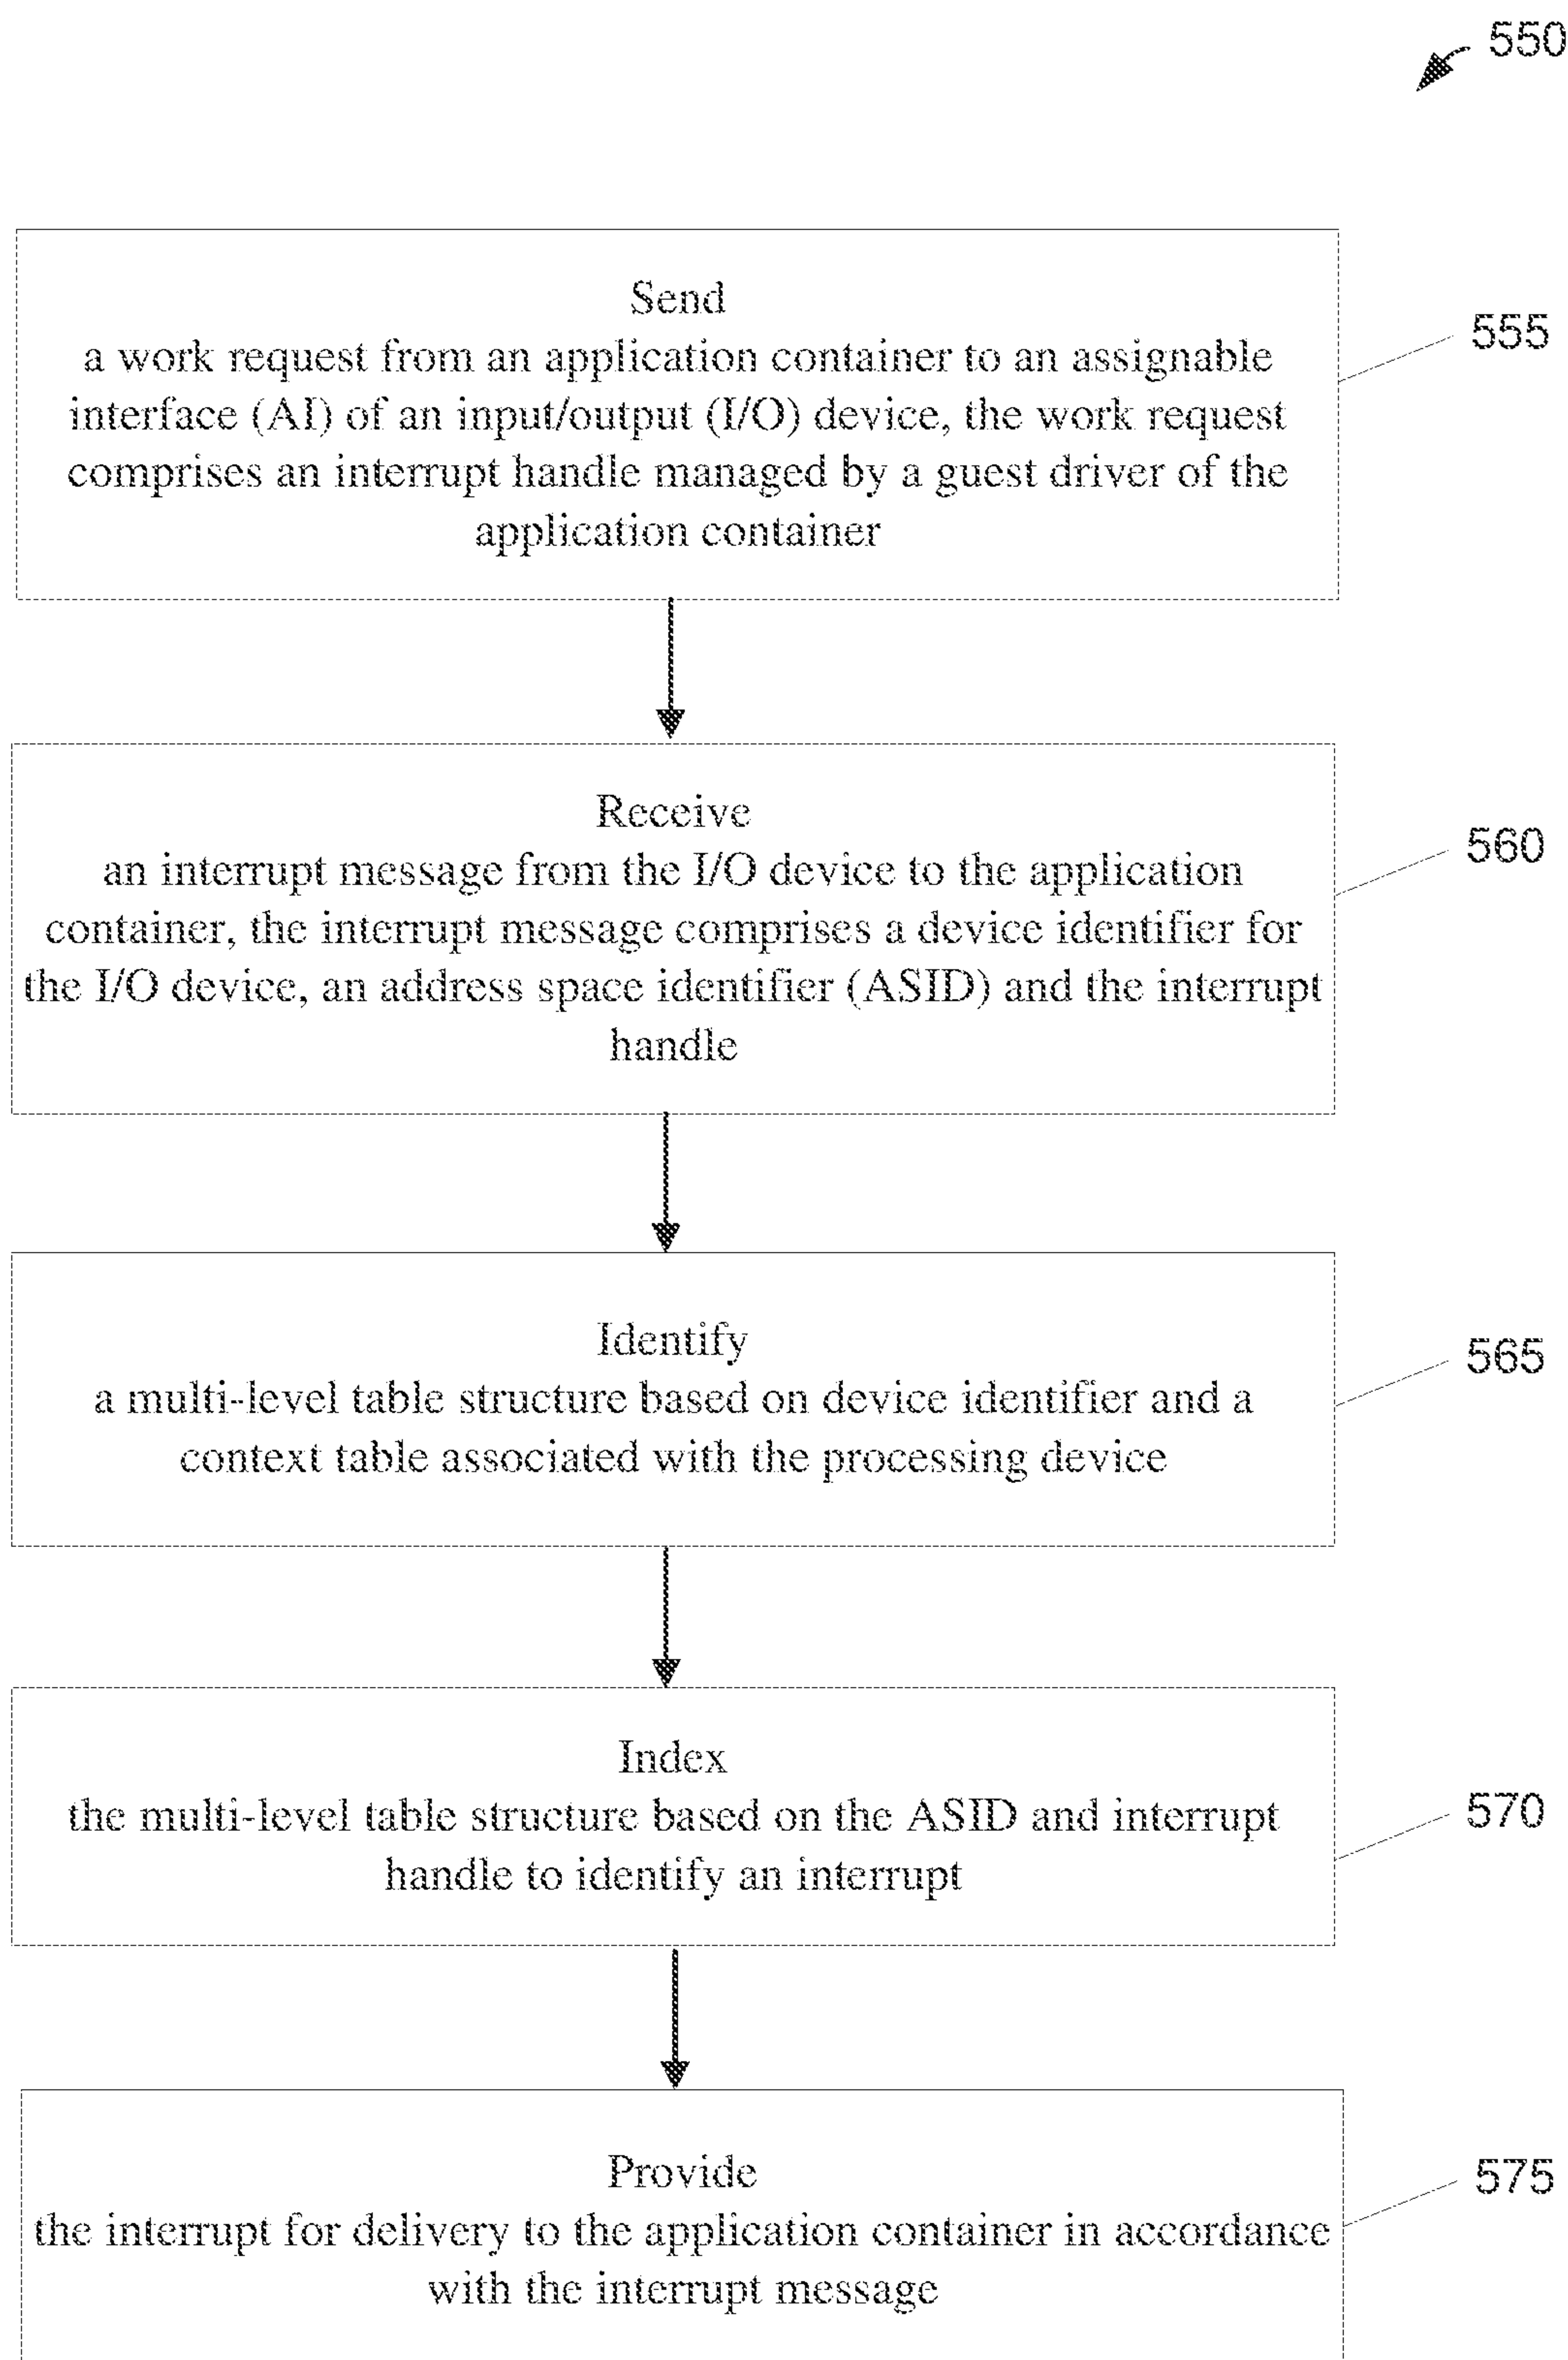 550
Send
a work request from an application container to an assignable
interface (AI) of an input/output (I/O) device, the work request
comprises an interrupt handle managed by a guest driver of the
application container
555
Receive
an interrupt message from the I/O device to the application
container, the interrupt message comprises a device identifier for
the I/O device, an address space identifier (ASID) and the interrupt
handle
560
Identify
a multi-level table structure based on device identifier and a
context table associated with the processing device
565
Index
the multi-level table structure based on the ASID and interrupt
handle to identify an interrupt
570
Provide
the interrupt for delivery to the application container in accordance
with the interrupt message
575